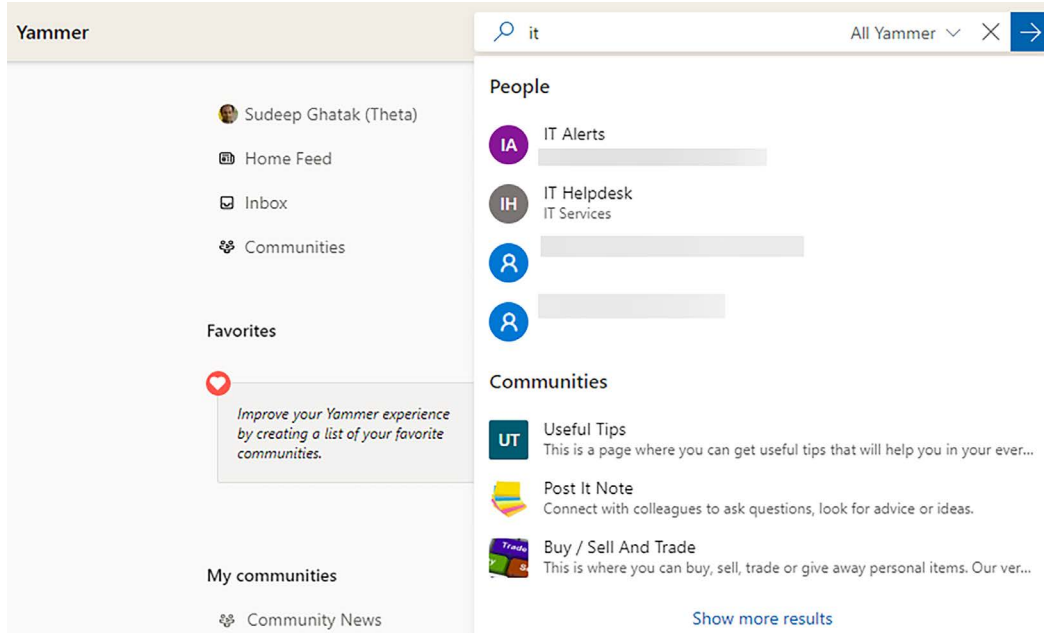 Yammer
it
All Yammer
Sudeep Ghatak (Theta)
Home Feed
Inbox
Communities
Favorites
Improve your Yammer experience
by creating a list of your favorite
communities.
My communities
Community News
People
IA
IT Alerts
IH
IT Helpdesk
IT Services
Communities
UT
Useful Tips
This is a page where you can get useful tips that will help you in your ever...
Post It Note
Connect with colleagues to ask questions, look for advice or ideas.
Trade
Buy / Sell And Trade
This is where you can buy, sell, trade or give away personal items. Our ver...
Show more results